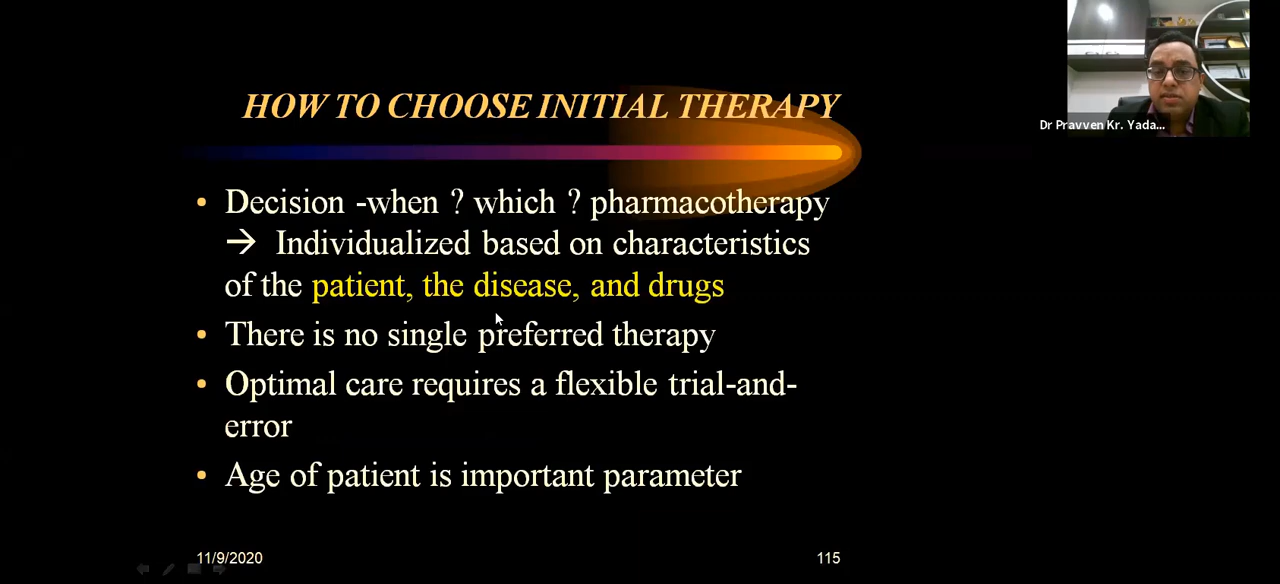 HOW TO CHOOSE INITIAL THERAPY
Dr Pravven Kr. Yada...
• Decision -when ? which ? pharmacotherapy
→ Individualized based on characteristics
of the patient, the disease, and drugs
• There is no single preferred therapy
• Optimal care requires a flexible trial-and-
error
• Age of patient is important parameter
11/9/2020
115